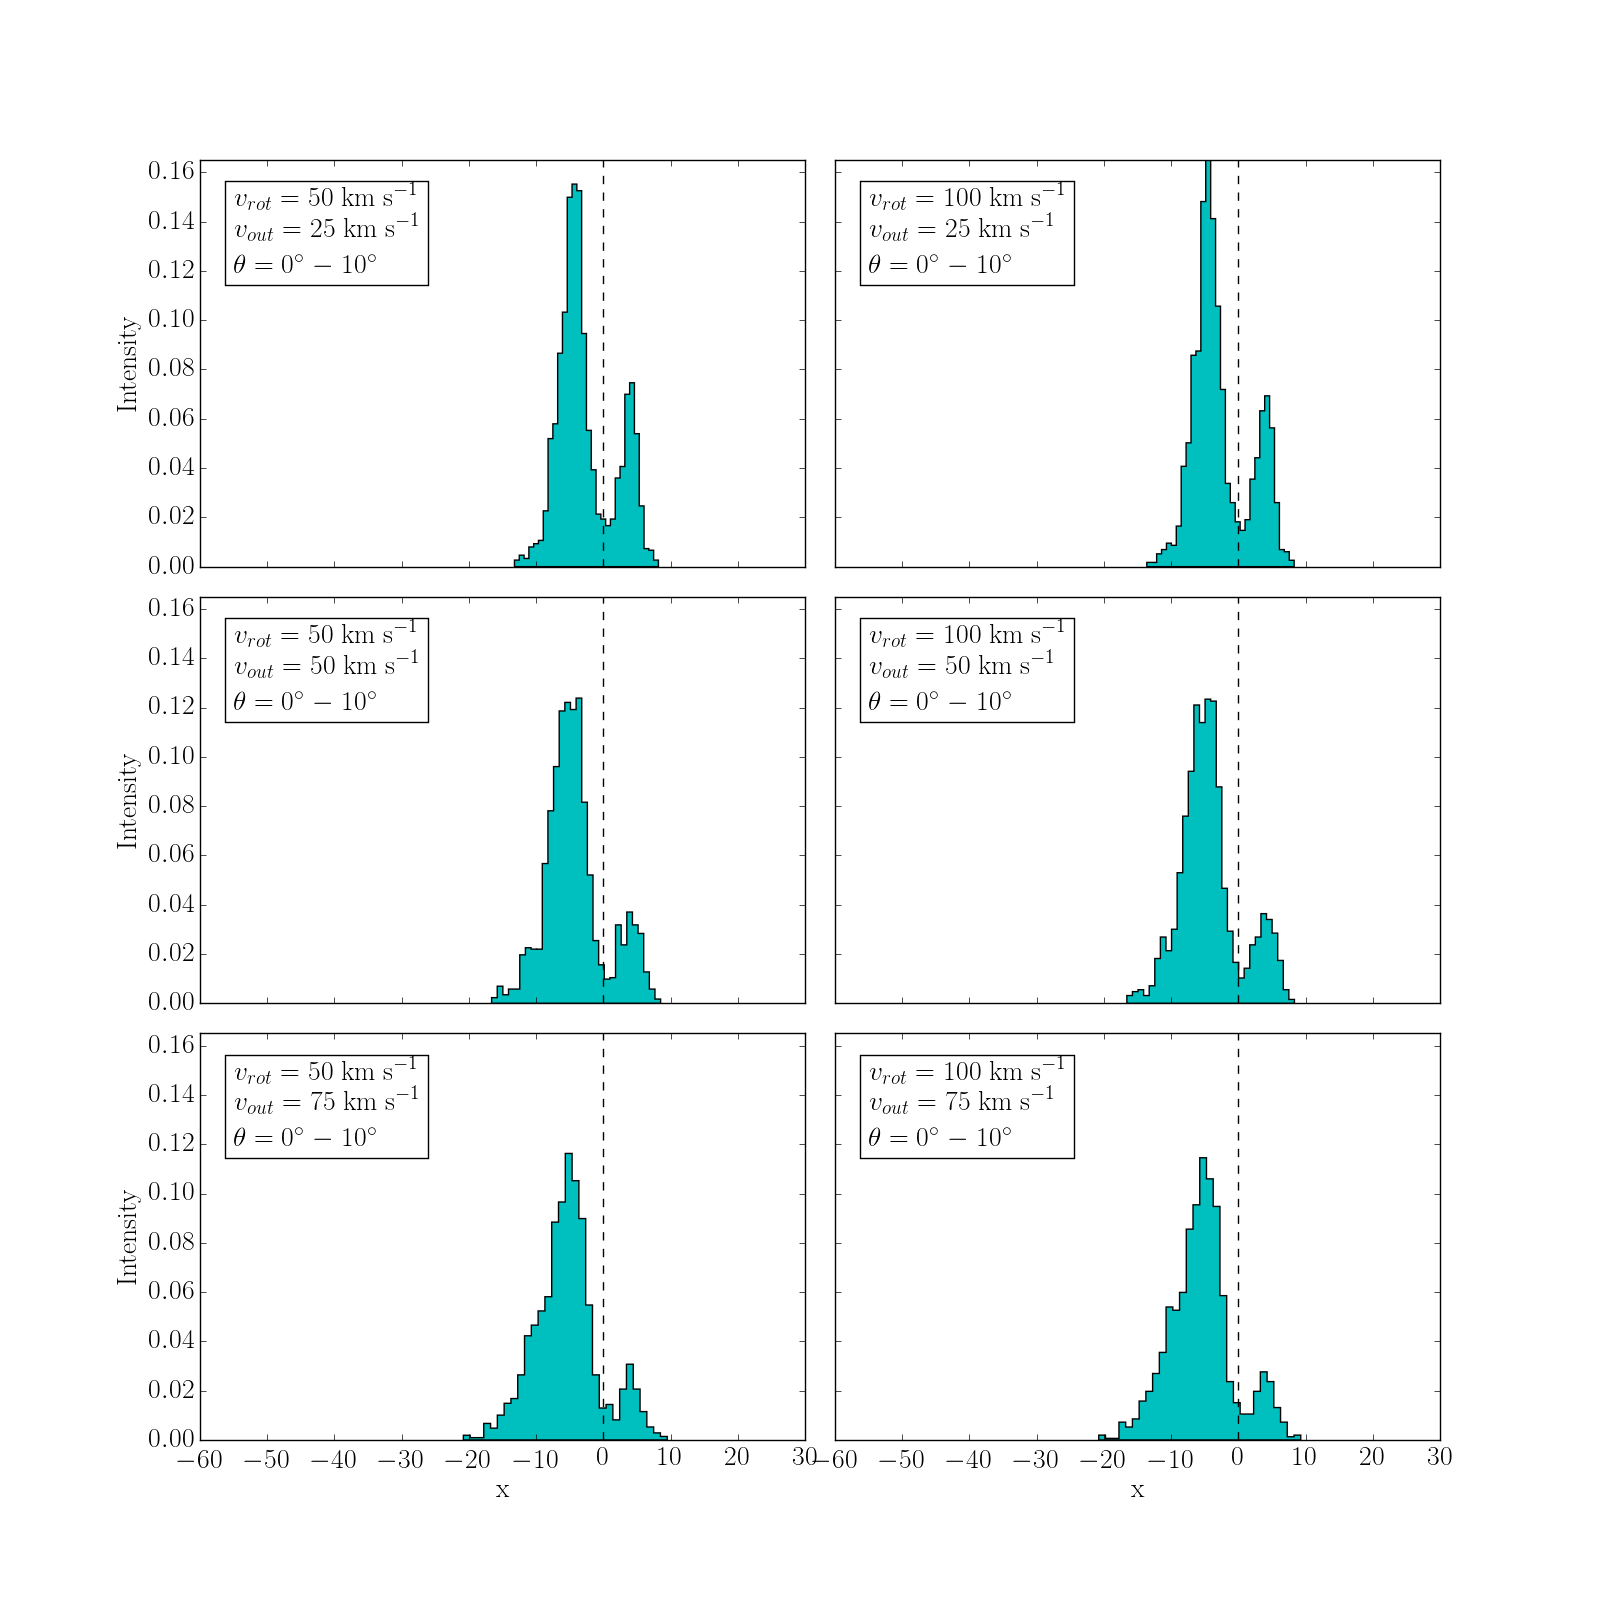 0.16
0.14
0.12
0.10
0.08
0.06
0.04
0.02
0.00
Intensity
v_rot = 50 km s⁻¹
v_out = 25 km s⁻¹
θ = 0° − 10°
v_rot = 100 km s⁻¹
v_out = 25 km s⁻¹
θ = 0° − 10°
0.16
0.14
0.12
0.10
0.08
0.06
0.04
0.02
0.00
Intensity
v_rot = 50 km s⁻¹
v_out = 50 km s⁻¹
θ = 0° − 10°
v_rot = 100 km s⁻¹
v_out = 50 km s⁻¹
θ = 0° − 10°
0.16
0.14
0.12
0.10
0.08
0.06
0.04
0.02
0.00
Intensity
v_rot = 50 km s⁻¹
v_out = 75 km s⁻¹
θ = 0° − 10°
v_rot = 100 km s⁻¹
v_out = 75 km s⁻¹
θ = 0° − 10°
−60 −50 −40 −30 −20 −10 0 10 20 30
x
−60 −50 −40 −30 −20 −10 0 10 20 30
x